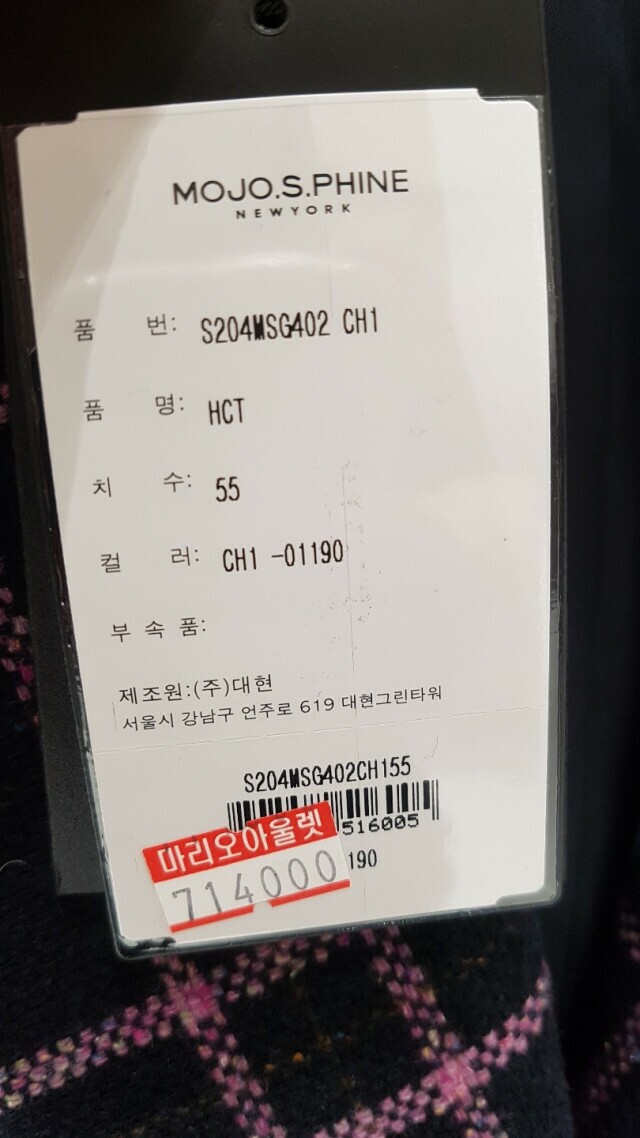 MOJO.S.PHINE
NEWYORK
품 번: S204MSG402 CH1
품 명: HCT
치 수: 55
컬 러: CH1 -01190
부 속 품:
제조원:(주)대현
서울시 강남구 언주로 619 대현그린타워
S204MSG402CH155
516005
마리오아울렛
190
714000